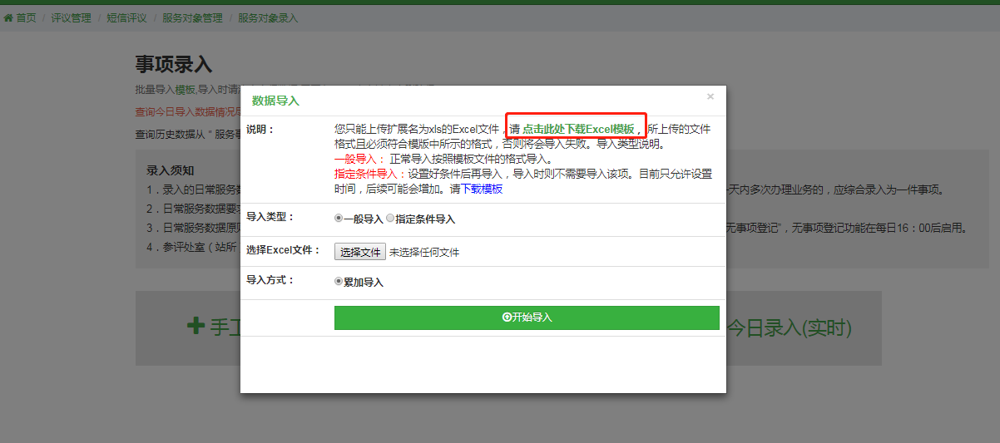 首页 / 评议管理 / 短信评议 / 服务对象管理 / 服务对象录入
事项录入
批量导入模板,导入时请
查询今日导入数据情况
查询历史数据从 " 服务事
数据导入
×
说明：
您只能上传扩展名为xls的Excel文件，请 点击此处下载Excel模板，所上传的文件
格式且必须符合模版中所示的格式，否则将会导入失败。导入类型说明。
一般导入： 正常导入按照模板文件的格式导入。
指定条件导入：设置好条件后再导入，导入时则不需要导入该项。目前只允许设置
时间，后续可能会增加。请下载模板
录入须知
1．录入的日常服务数
天内多次办理业务的，应综合录入为一件事项。
2．日常服务数据要求
3．日常服务数据原则
无事项登记"，无事项登记功能在每日16：00后启用。
4．参评处室（站所
导入类型：
一般导入 指定条件导入
选择Excel文件：
选择文件 未选择任何文件
导入方式：
累加导入
开始导入
手工
今日录入(实时)